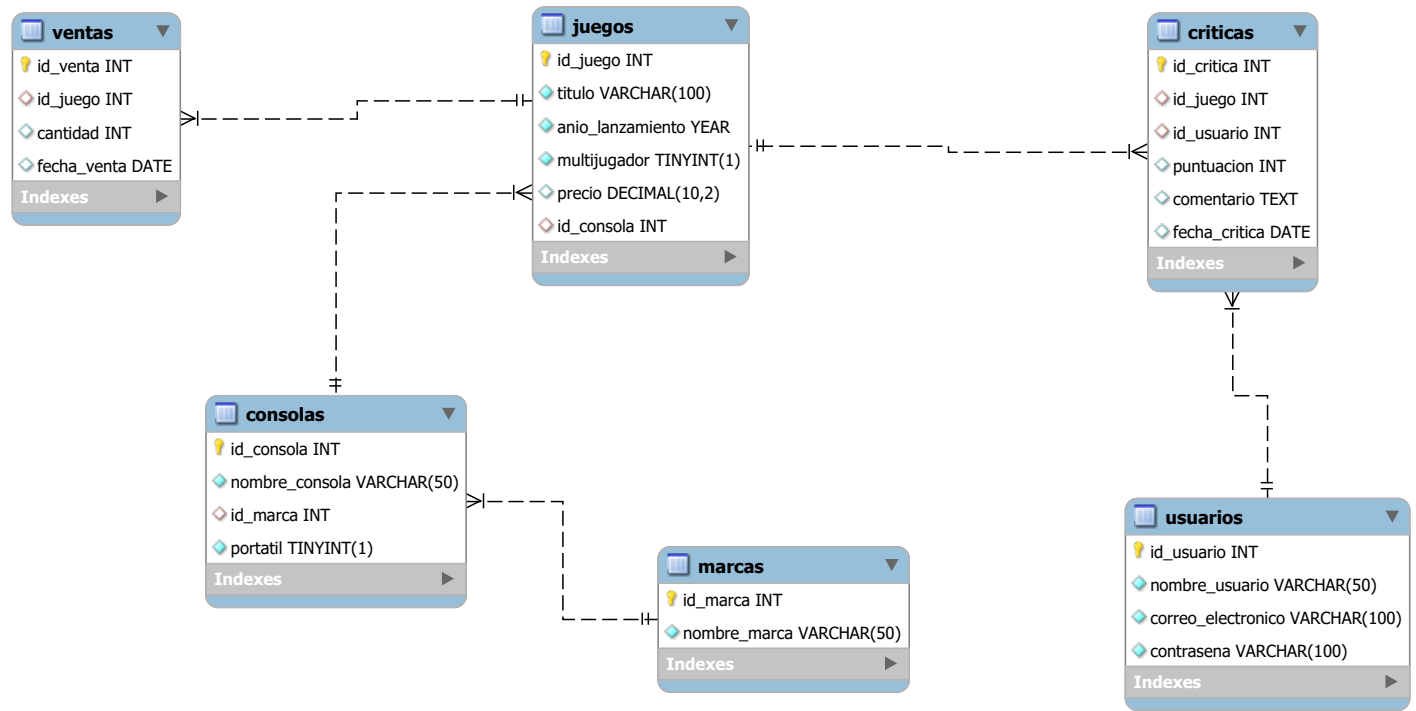 ventas
id_venta INT
id_juego INT
cantidad INT
fecha_venta DATE
Indexes
juegos
id_juego INT
titulo VARCHAR(100)
anio_lanzamiento YEAR
multijugador TINYINT(1)
precio DECIMAL(10,2)
id_consola INT
Indexes
criticas
id_critica INT
id_juego INT
id_usuario INT
puntuacion INT
comentario TEXT
fecha_critica DATE
Indexes
consolas
id_consola INT
nombre_consola VARCHAR(50)
id_marca INT
portatil TINYINT(1)
Indexes
marcas
id_marca INT
nombre_marca VARCHAR(50)
Indexes
usuarios
id_usuario INT
nombre_usuario VARCHAR(50)
correo_electronico VARCHAR(100)
contrasena VARCHAR(100)
Indexes